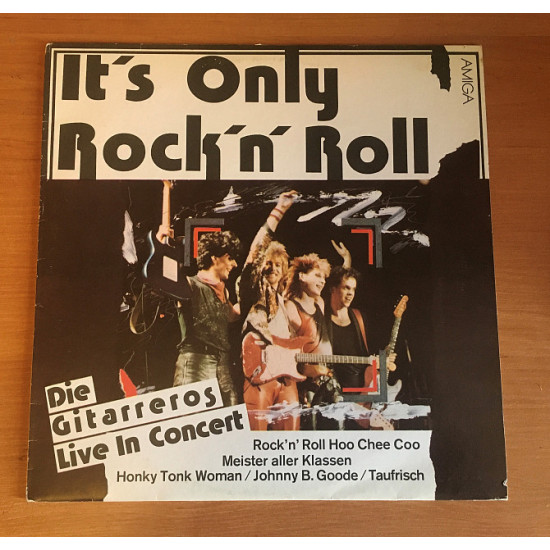 It's Only
Rock'n' Roll
AMIGA
Die
Gitarreros
Live In Concert
Rock'n' Roll Hoo Chee Coo
Meister aller Klassen
Honky Tonk Woman / Johnny B. Goode / Taufrisch